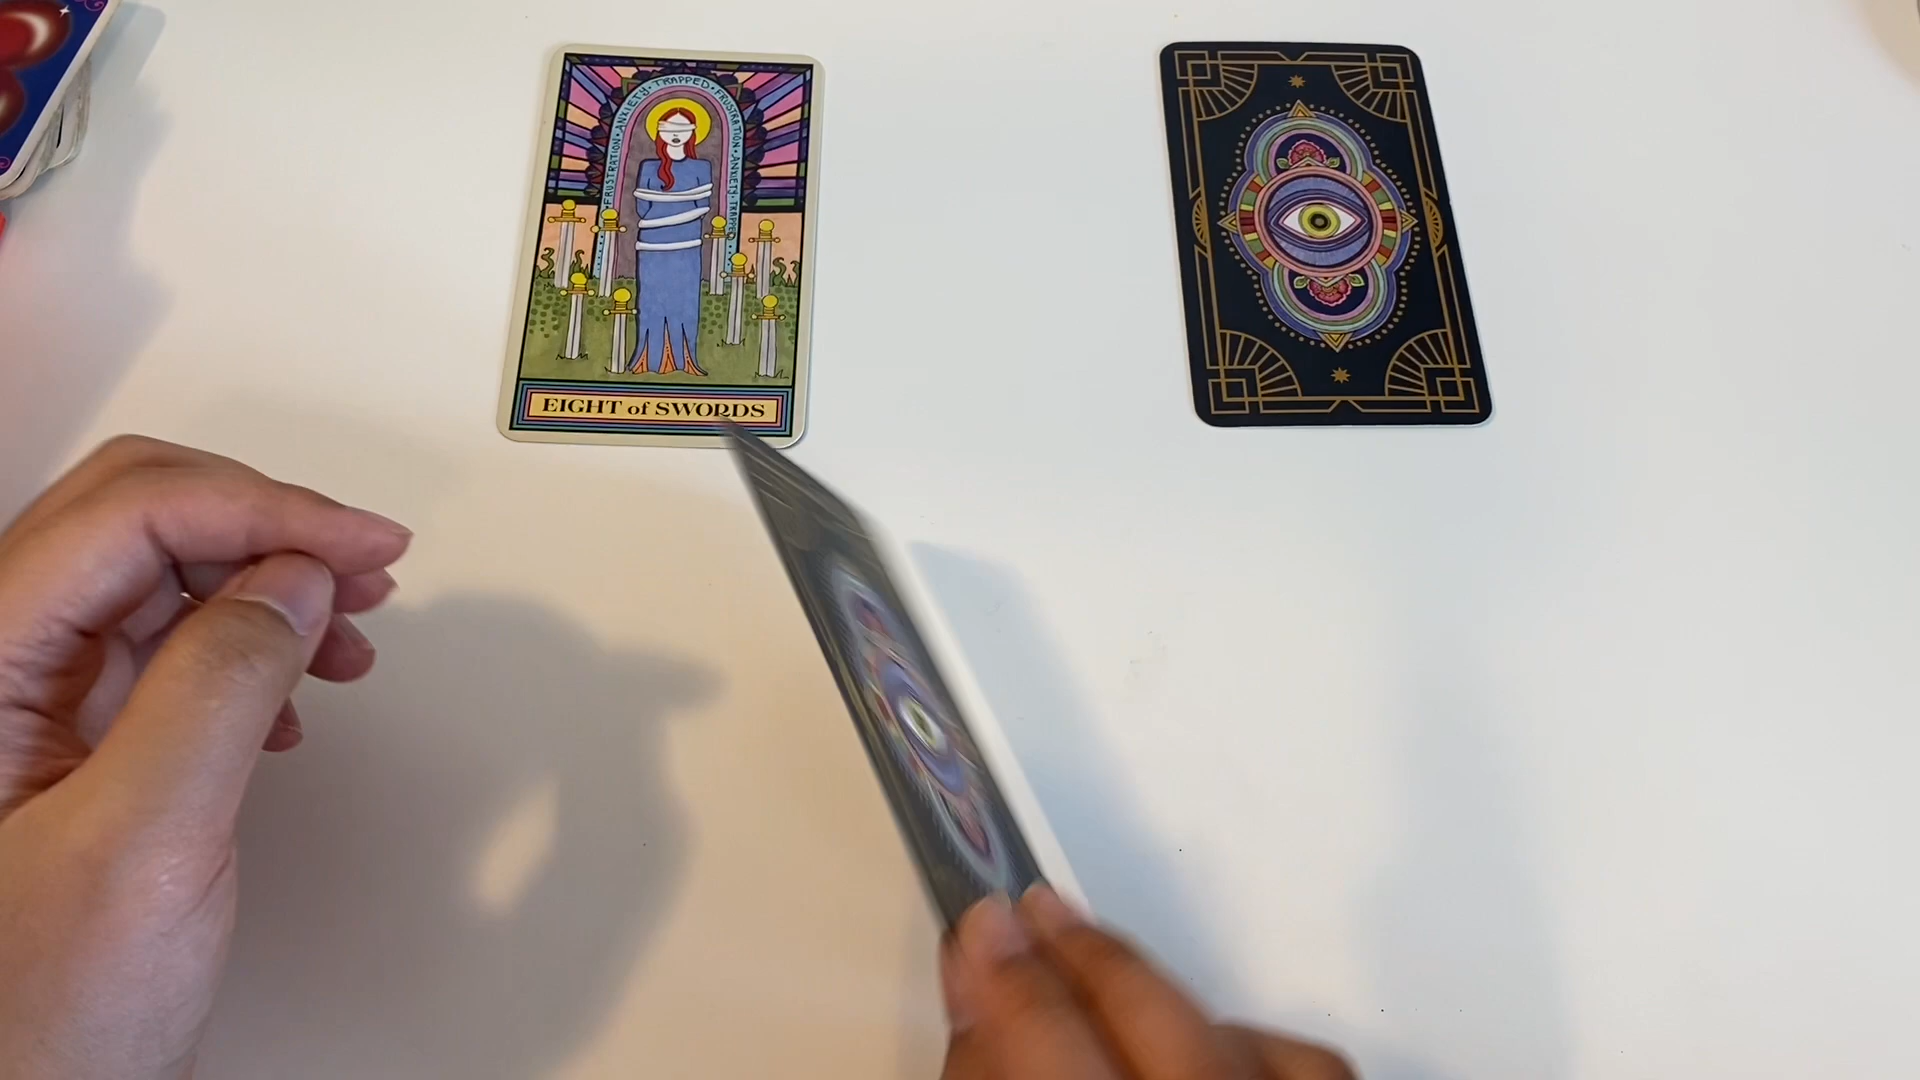 FRUSTRATION • ANXIETY • TRAPPED • FRUSTRATION • ANXIETY • TRAPPED
EIGHT of SWORDS